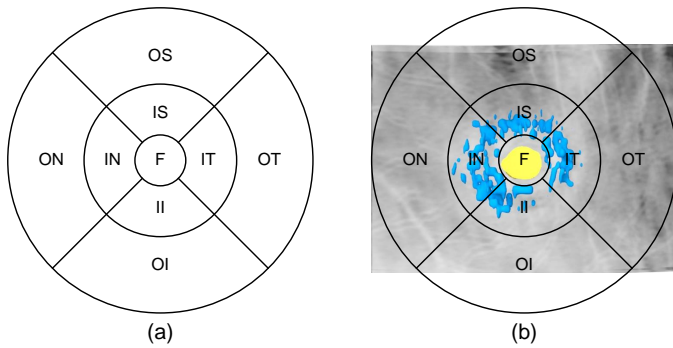 OS
IS
ON IN F IT OT
II
OI
(a)
OS
IS
ON IN F IT OT
II
OI
(b)